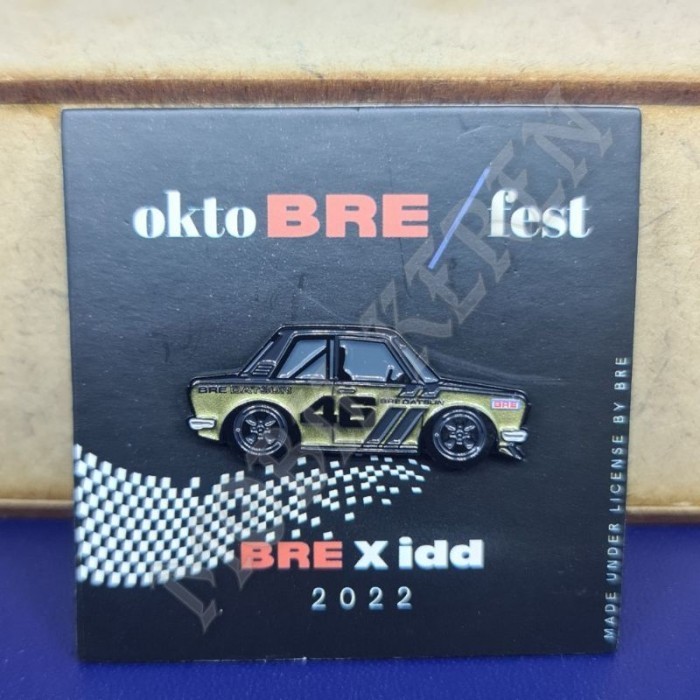 okto BRE / fest
BRE DATSUN
46
BRE DATSUN
BRE
BRE X idd
2022
MADE UNDER LICENSE BY BRE